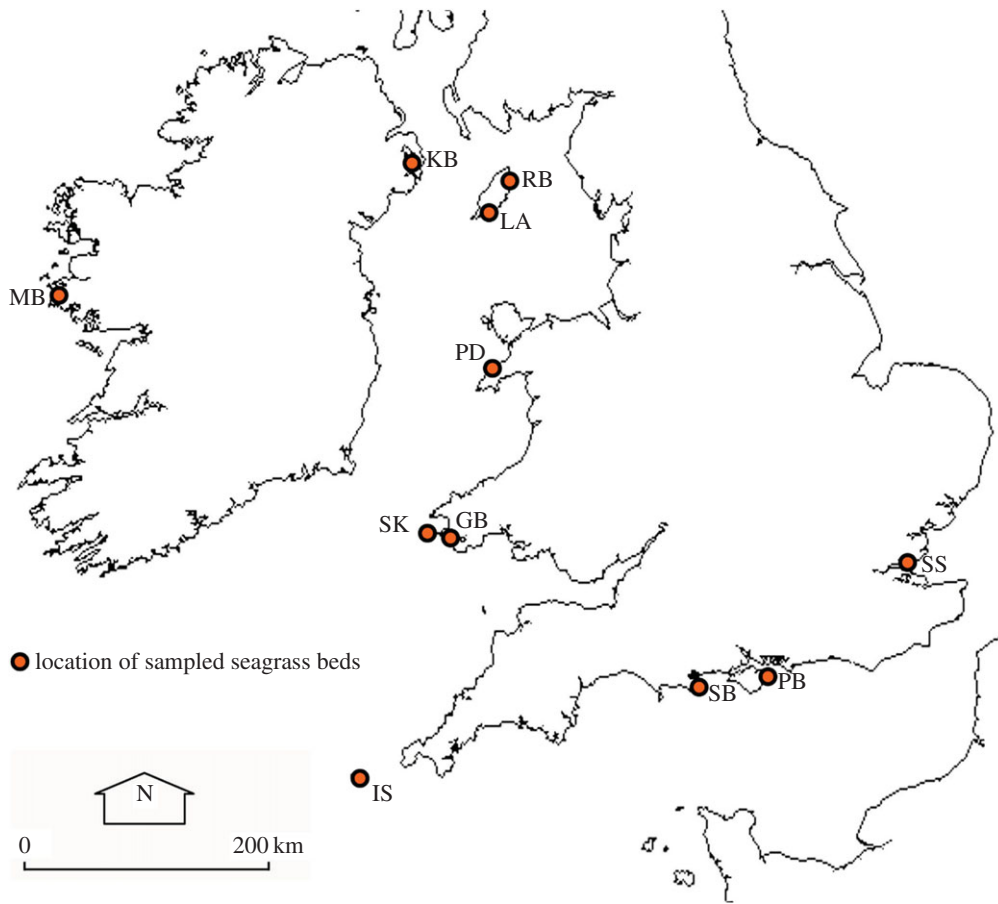 KB
RB
LA
MB
PD
SK
GB
SS
location of sampled seagrass beds
SB
PB
IS
N
0 200 km